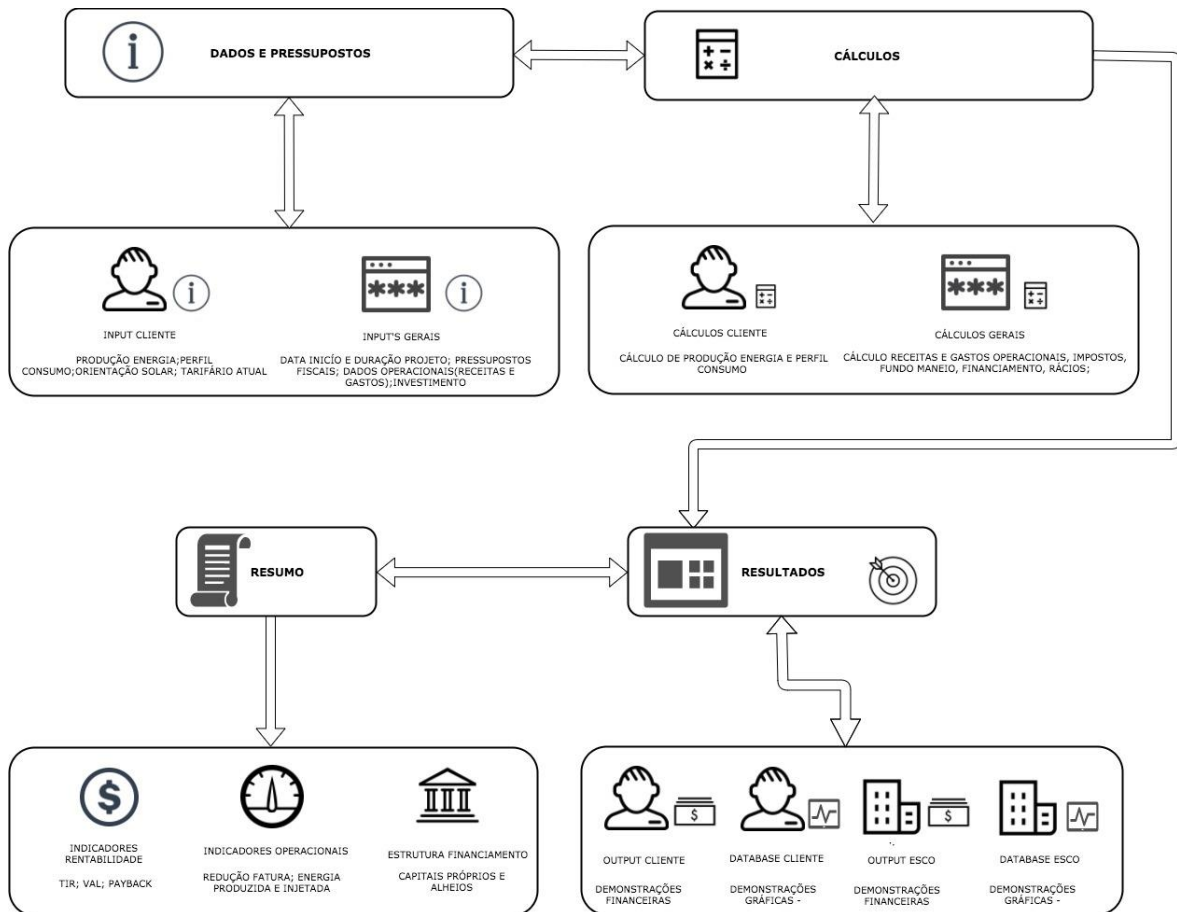 DADOS E PRESSUPOSTOS
CÁLCULOS
INPUT CLIENTE
PRODUÇÃO ENERGIA;PERFIL
CONSUMO;ORIENTAÇÃO SOLAR; TARIFÁRIO ATUAL
INPUT'S GERAIS
DATA INICÍO E DURAÇÃO PROJETO; PRESSUPOSTOS
FISCAIS; DADOS OPERACIONAIS(RECEITAS E
GASTOS);INVESTIMENTO
CÁLCULOS CLIENTE
CÁLCULO DE PRODUÇÃO ENERGIA E PERFIL
CONSUMO
CÁLCULOS GERAIS
CÁLCULO RECEITAS E GASTOS OPERACIONAIS, IMPOSTOS,
FUNDO MANEIO, FINANCIAMENTO, RÁCIOS;
RESUMO
RESULTADOS
INDICADORES
RENTABILIDADE
TIR; VAL; PAYBACK
INDICADORES OPERACIONAIS
REDUÇÃO FATURA; ENERGIA
PRODUZIDA E INJETADA
ESTRUTURA FINANCIAMENTO
CAPITAIS PRÓPRIOS E
ALHEIOS
OUTPUT CLIENTE
DEMONSTRAÇÕES
FINANCEIRAS
DATABASE CLIENTE
DEMONSTRAÇÕES
GRÁFICAS -
OUTPUT ESCO
DEMONSTRAÇÕES
FINANCEIRAS
DATABASE ESCO
DEMONSTRAÇÕES
GRÁFICAS -